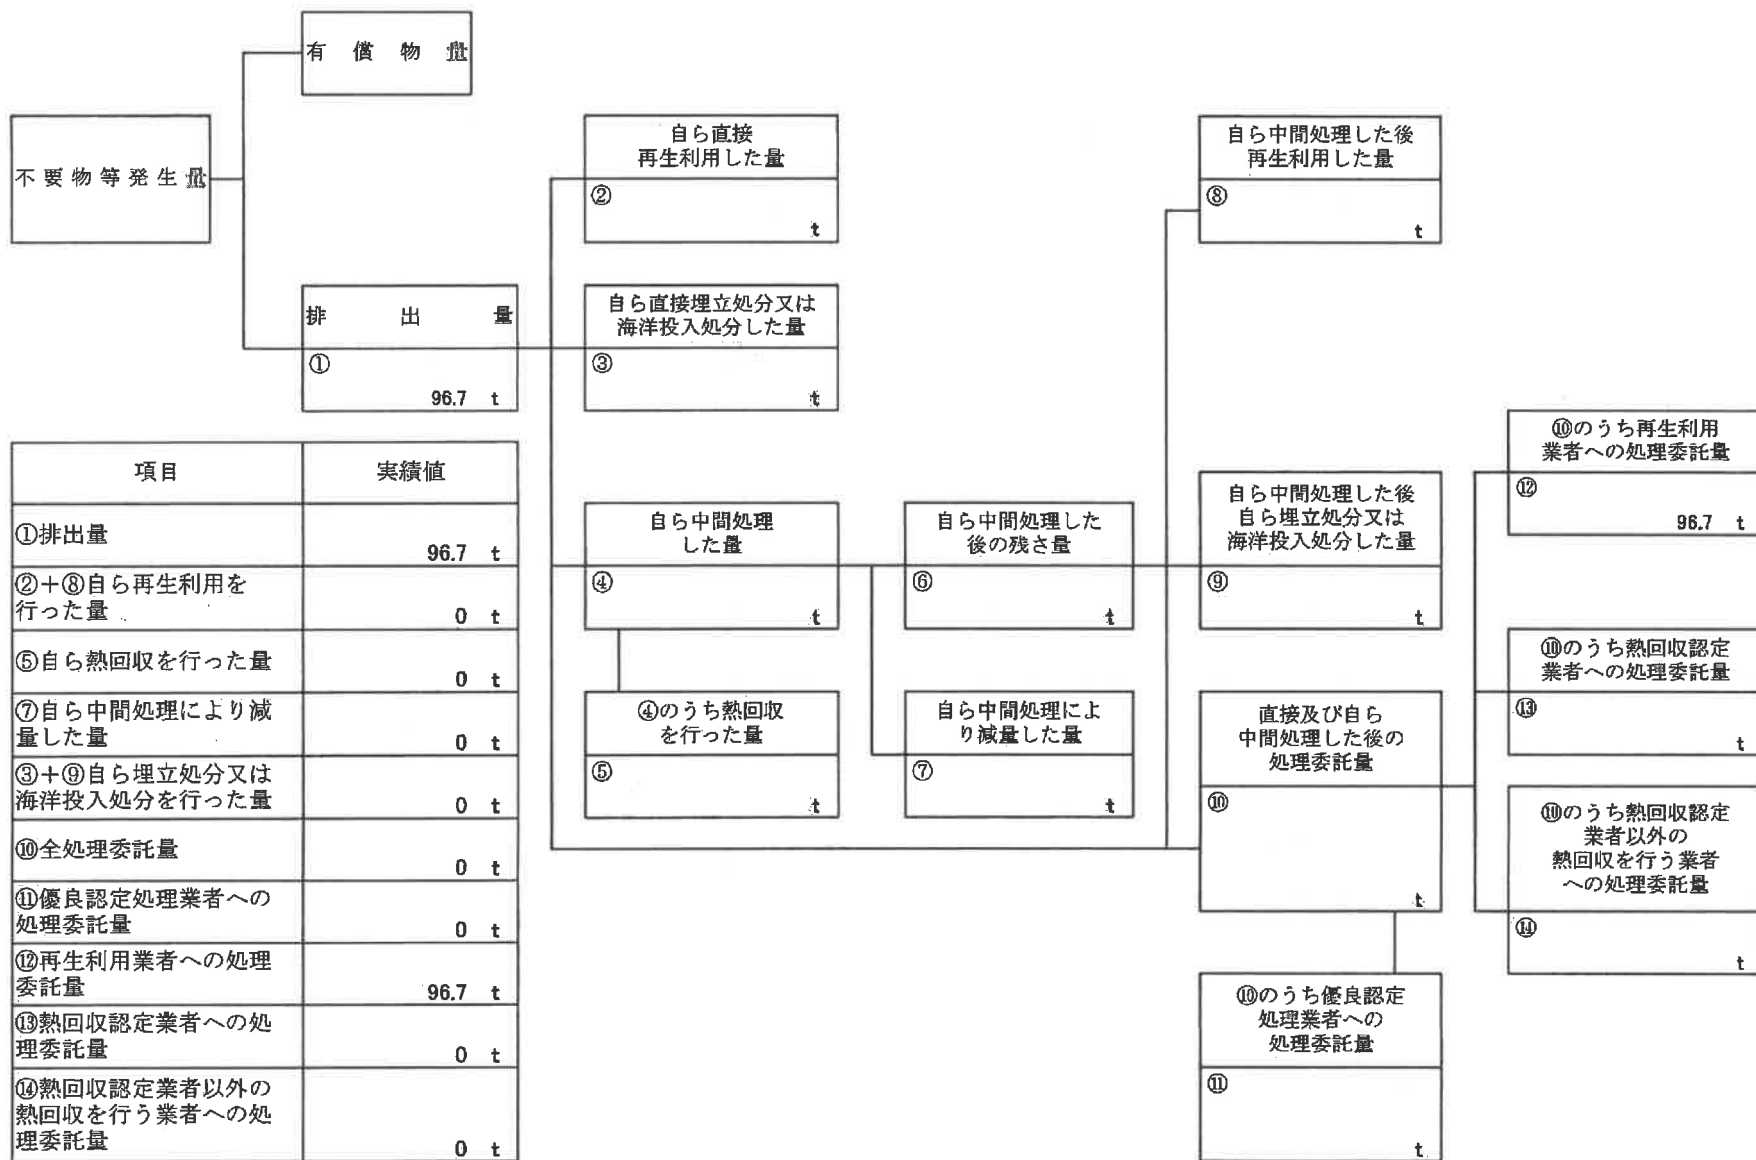 有償物量
不要物等発生量
排出量
①
96.7 t
自ら直接
再生利用した量
②
t
自ら直接埋立処分又は
海洋投入処分した量
③
t
自ら中間処理
した量
④
t
④のうち熱回収
を行った量
⑤
t
自ら中間処理した
後の残さ量
⑥
t
自ら中間処理によ
り減量した量
⑦
t
自ら中間処理した後
再生利用した量
⑧
t
自ら中間処理した後
自ら埋立処分又は
海洋投入処分した量
⑨
t
直接及び自ら
中間処理した後の
処理委託量
⑩
t
⑩のうち優良認定
処理業者への
処理委託量
⑪
t
⑩のうち再生利用
業者への処理委託量
⑫
96.7 t
⑩のうち熱回収認定
業者への処理委託量
⑬
t
⑩のうち熱回収認定
業者以外の
熱回収を行う業者
への処理委託量
⑭
t
項目 実績値
①排出量
96.7 t
②+⑧自ら再生利用を
行った量
0 t
⑤自ら熱回収を行った量
0 t
⑦自ら中間処理により減
量した量
0 t
③+⑨自ら埋立処分又は
海洋投入処分を行った量
0 t
⑩全処理委託量
0 t
⑪優良認定処理業者への
処理委託量
0 t
⑫再生利用業者への処理
委託量
96.7 t
⑬熱回収認定業者への処
理委託量
0 t
⑭熱回収認定業者以外の
熱回収を行う業者への処
理委託量
0 t